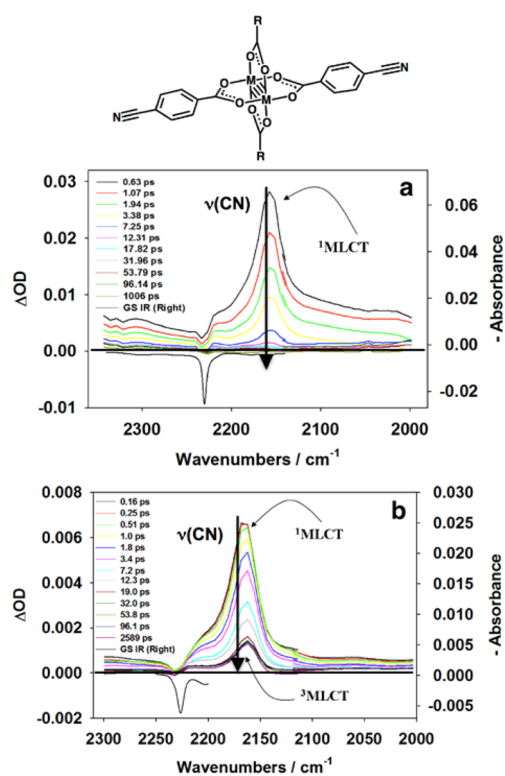 R
N
M
M
O
O
O
O
O
O
O
O
N
R
a
0.63 ps
1.07 ps
1.94 ps
3.38 ps
7.25 ps
12.31 ps
17.82 ps
31.96 ps
53.79 ps
96.14 ps
1006 ps
GS IR (Right)
ν(CN)
¹MLCT
0.03
0.02
0.01
0.00
-0.01
ΔOD
0.06
0.04
0.02
0.00
-0.02
- Absorbance
2300 2200 2100 2000
Wavenumbers / cm⁻¹
b
0.16 ps
0.25 ps
0.51 ps
1.0 ps
1.8 ps
3.4 ps
7.2 ps
12.3 ps
19.0 ps
32.0 ps
53.8 ps
96.1 ps
2589 ps
GS IR (Right)
ν(CN)
¹MLCT
³MLCT
0.008
0.006
0.004
0.002
0.000
-0.002
ΔOD
0.030
0.025
0.020
0.015
0.010
0.005
0.000
-0.005
- Absorbance
2300 2250 2200 2150 2100 2050 2000
Wavenumbers / cm⁻¹